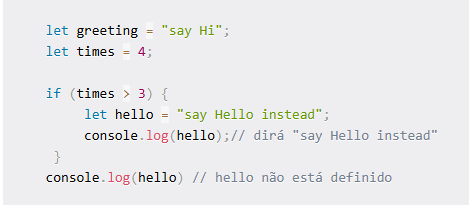 let greeting = "say Hi";
let times = 4;
if (times > 3) {
let hello = "say Hello instead";
console.log(hello);// dirá "say Hello instead"
}
console.log(hello) // hello não está definido